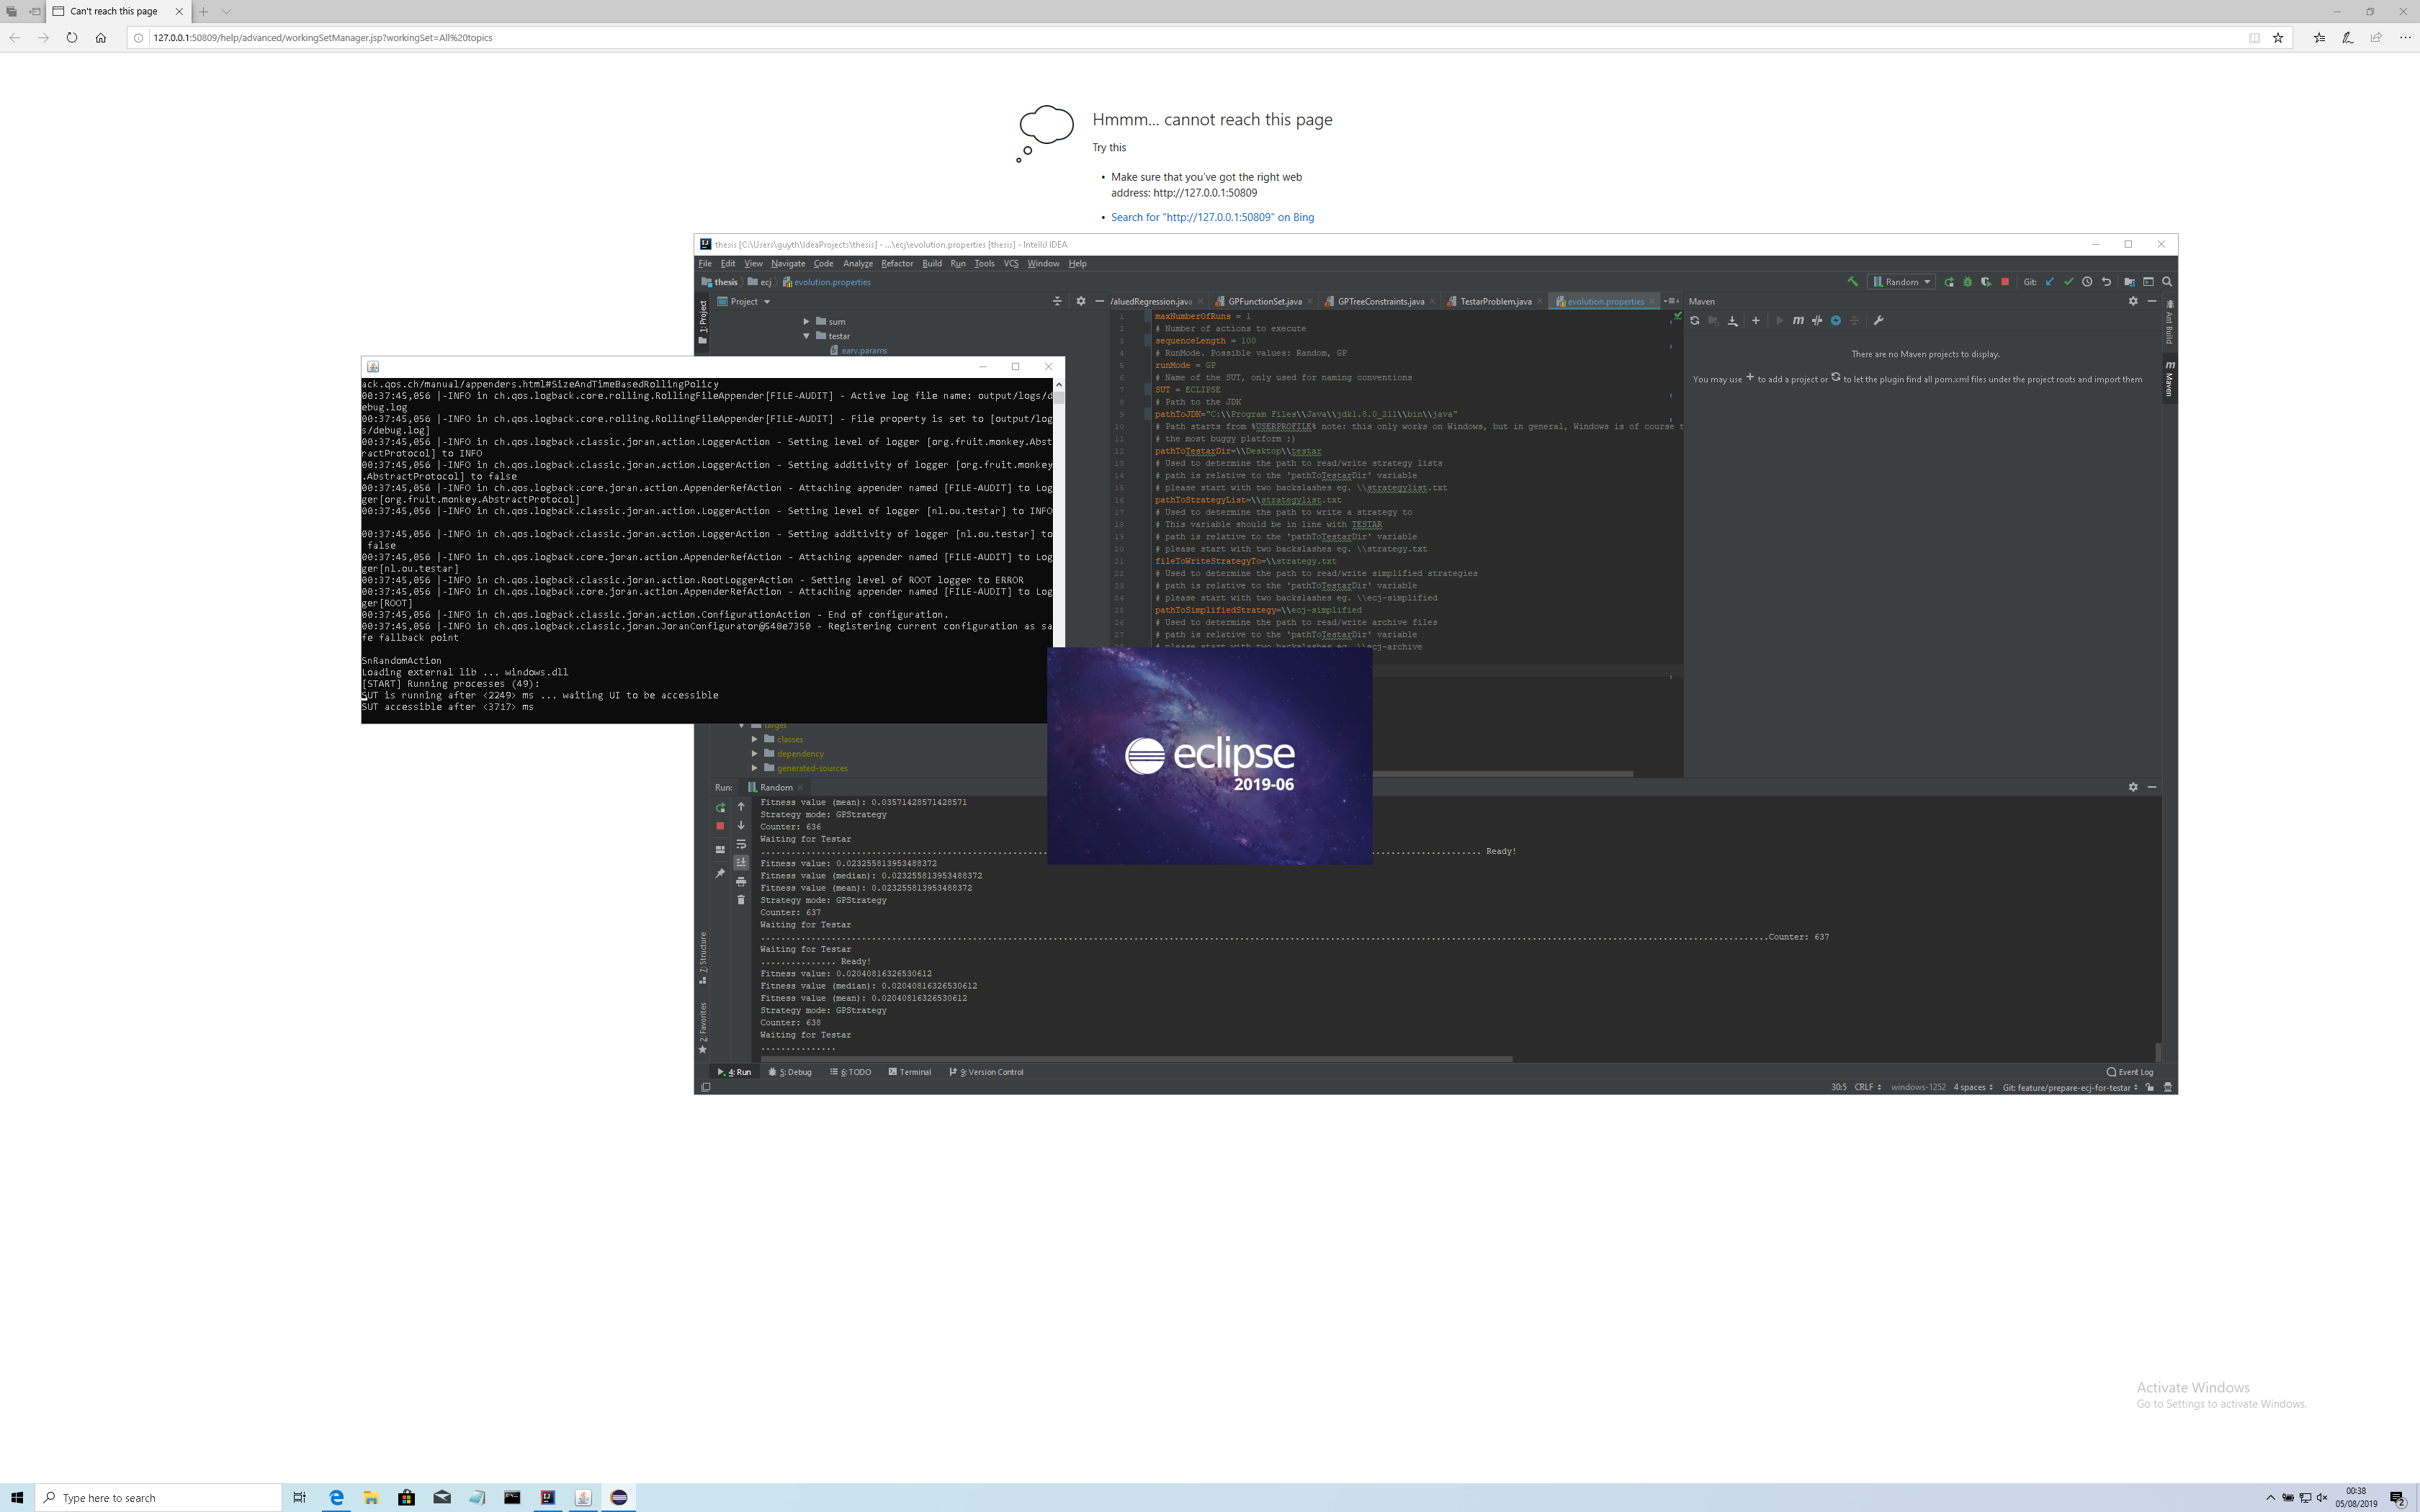 Can't reach this page
127.0.0.1:50809/help/advanced/workingSetManager.jsp?workingSet=All%20topics
Hmmm... cannot reach this page
Try this
• Make sure that you've got the right web
address: http://127.0.0.1:50809
• Search for "http://127.0.0.1:50809" on Bing
thesis [C:\Users\guyth\IdeaProjects\thesis] - ...\ecj\evolution.properties [thesis] - IntelliJ IDEA
File Edit View Navigate Code Analyze Refactor Build Run Tools VCS Window Help
thesis ecj evolution.properties
Random Git:
1: Project
Project
ValuedRegression.java GPFunctionSet.java GPTreeConstraints.java TestarProblem.java evolution.properties
Maven
sum
testar
earv.params
1 maxNumberOfRuns = 1
2 # Number of actions to execute
3 sequenceLength = 100
4 # RunMode. Possible values: Random, GP
5 runMode = GP
6 # Name of the SUT, only used for naming conventions
7 SUT = ECLIPSE
8 # Path to the JDK
9 pathToJDK="C:\\Program Files\\Java\\jdk1.8.0_211\\bin\\java"
10 # Path starts from %USERPROFILE% note: this only works on Windows, but in general, Windows is of course t
11 # the most buggy platform ;)
12 pathToTestarDir=\\Desktop\\testar
13 # Used to determine the path to read/write strategy lists
14 # path is relative to the 'pathToTestarDir' variable
15 # please start with two backslashes eg. \\strategylist.txt
16 pathToStrategyList=\\strategylist.txt
17 # Used to determine the path to write a strategy to
18 # This variable should be in line with TESTAR
19 # path is relative to the 'pathToTestarDir' variable
20 # please start with two backslashes eg. \\strategy.txt
21 fileToWriteStrategyTo=\\strategy.txt
22 # Used to determine the path to read/write simplified strategies
23 # path is relative to the 'pathToTestarDir' variable
24 # please start with two backslashes eg. \\ecj-simplified
25 pathToSimplifiedStrategy=\\ecj-simplified
26 # Used to determine the path to read/write archive files
27 # path is relative to the 'pathToTestarDir' variable
# please start with two backslashes eg. \\ecj-archive
There are no Maven projects to display.
You may use + to add a project or to let the plugin find all pom.xml files under the project roots and import them
Ant Build
Maven
ack.qos.ch/manual/appenders.html#SizeAndTimeBasedRollingPolicy
00:37:45,056 |-INFO in ch.qos.logback.core.rolling.RollingFileAppender[FILE-AUDIT] - Active log file name: output/logs/d
ebug.log
00:37:45,056 |-INFO in ch.qos.logback.core.rolling.RollingFileAppender[FILE-AUDIT] - File property is set to [output/log
s/debug.log]
00:37:45,056 |-INFO in ch.qos.logback.classic.joran.action.LoggerAction - Setting level of logger [org.fruit.monkey.Abst
ractProtocol] to INFO
00:37:45,056 |-INFO in ch.qos.logback.classic.joran.action.LoggerAction - Setting additivity of logger [org.fruit.monkey
.AbstractProtocol] to false
00:37:45,056 |-INFO in ch.qos.logback.core.joran.action.AppenderRefAction - Attaching appender named [FILE-AUDIT] to Log
ger[org.fruit.monkey.AbstractProtocol]
00:37:45,056 |-INFO in ch.qos.logback.classic.joran.action.LoggerAction - Setting level of logger [nl.ou.testar] to INFO
00:37:45,056 |-INFO in ch.qos.logback.classic.joran.action.LoggerAction - Setting additivity of logger [nl.ou.testar] to
false
00:37:45,056 |-INFO in ch.qos.logback.core.joran.action.AppenderRefAction - Attaching appender named [FILE-AUDIT] to Log
ger[nl.ou.testar]
00:37:45,056 |-INFO in ch.qos.logback.classic.joran.action.RootLoggerAction - Setting level of ROOT logger to ERROR
00:37:45,056 |-INFO in ch.qos.logback.core.joran.action.AppenderRefAction - Attaching appender named [FILE-AUDIT] to Log
ger[ROOT]
00:37:45,056 |-INFO in ch.qos.logback.classic.joran.action.ConfigurationAction - End of configuration.
00:37:45,056 |-INFO in ch.qos.logback.classic.joran.JoranConfigurator@548e7350 - Registering current configuration as sa
fe fallback point
SnRandomAction
Loading external lib ... windows.dll
[START] Running processes (49):
SUT is running after <2249> ms ... waiting UI to be accessible
SUT accessible after <3717> ms
target
classes
dependency
generated-sources
eclipse
2019-06
Run: Random
Fitness value (mean): 0.03571428571428571
Strategy mode: GPStrategy
Counter: 636
Waiting for Testar
Ready!
Fitness value: 0.023255813953488372
Fitness value (median): 0.023255813953488372
Fitness value (mean): 0.023255813953488372
Strategy mode: GPStrategy
Counter: 637
Waiting for Testar
Counter: 637
Waiting for Testar
............... Ready!
Fitness value: 0.02040816326530612
Fitness value (median): 0.02040816326530612
Fitness value (mean): 0.02040816326530612
Strategy mode: GPStrategy
Counter: 638
Waiting for Testar
...............
7: Structure
2: Favorites
4: Run 5: Debug 6: TODO Terminal 9: Version Control
Event Log
30:5 CRLF windows-1252 4 spaces Git: feature/prepare-ecj-for-testar
Activate Windows
Go to Settings to activate Windows.
Type here to search
00:38
05/08/2019
2